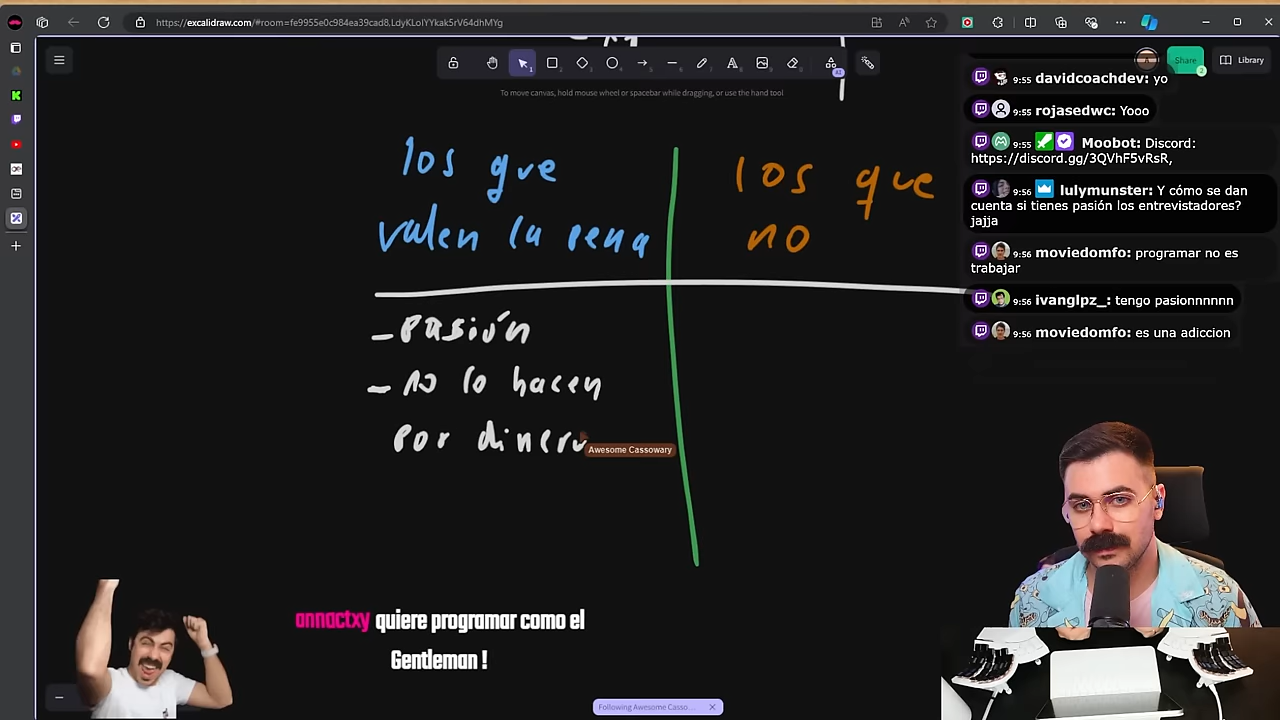 https://excalidraw.com/#room=fe9955e0c984ea39cad8.LdyKLoIYYkak5rV64dhMYg
To move canvas, hold mouse wheel or spacebar while dragging, or use the hand tool
Share
2
Library
los que
valen la pena
los que
no
- Pasión
- no lo hacen
por dinero
Awesome Cassowary
9:55 davidcoachdev: yo
9:55 rojasedwc: Yooo
9:55 Moobot: Discord:
https://discord.gg/3QVhF5vRsR,
9:56 lulymunster: Y cómo se dan
cuenta si tienes pasión los entrevistadores?
jajja
9:56 moviedomfo: programar no es
trabajar
9:56 ivanglpz_: tengo pasionnnnnn
9:56 moviedomfo: es una adiccion
annactxy quiere programar como el
Gentleman !
Following Awesome Casso...